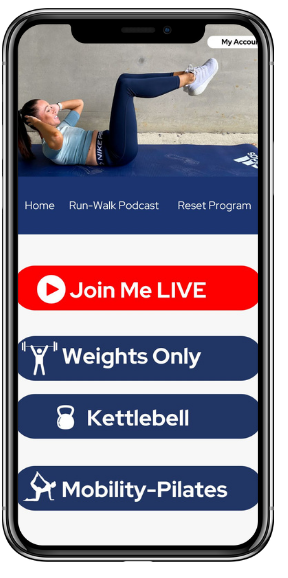 My Accou
Home Run-Walk Podcast Reset Program
Join Me LIVE
Weights Only
Kettlebell
Mobility-Pilates
NIKE